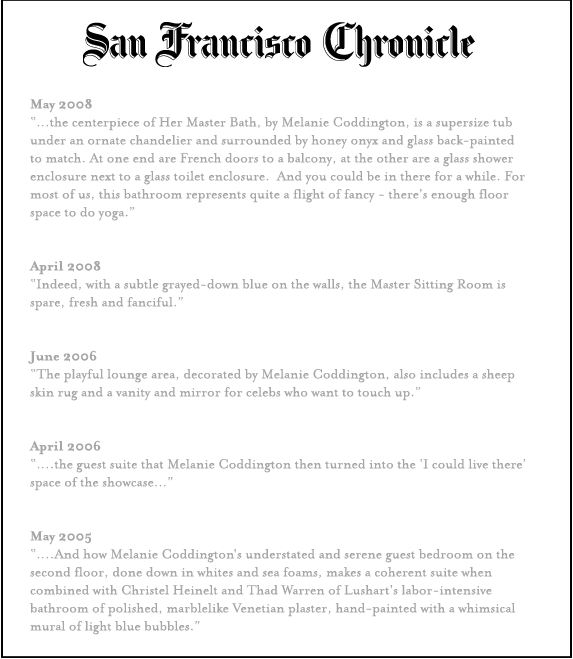 San Francisco Chronicle
May 2008
"...the centerpiece of Her Master Bath, by Melanie Coddington, is a supersize tub
under an ornate chandelier and surrounded by honey onyx and glass back-painted
to match. At one end are French doors to a balcony, at the other are a glass shower
enclosure next to a glass toilet enclosure.  And you could be in there for a while. For
most of us, this bathroom represents quite a flight of fancy - there's enough floor
space to do yoga."
April 2008
"Indeed, with a subtle grayed-down blue on the walls, the Master Sitting Room is
spare, fresh and fanciful."
June 2006
"The playful lounge area, decorated by Melanie Coddington, also includes a sheep
skin rug and a vanity and mirror for celebs who want to touch up."
April 2006
"....the guest suite that Melanie Coddington then turned into the 'I could live there'
space of the showcase..."
May 2005
"....And how Melanie Coddington's understated and serene guest bedroom on the
second floor, done down in whites and sea foams, makes a coherent suite when
combined with Christel Heinelt and Thad Warren of Lushart's labor-intensive
bathroom of polished, marblelike Venetian plaster, hand-painted with a whimsical
mural of light blue bubbles."